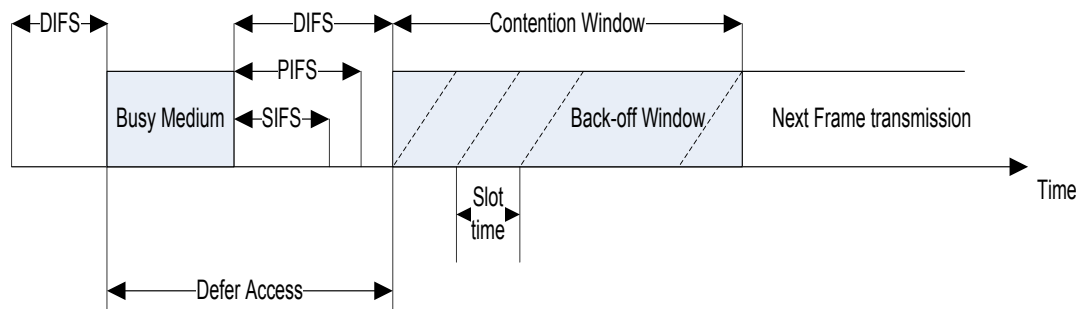 DIFS
DIFS
Contention Window
PIFS
Busy Medium
SIFS
Back-off Window
Next Frame transmission
Time
Slot
time
Defer Access